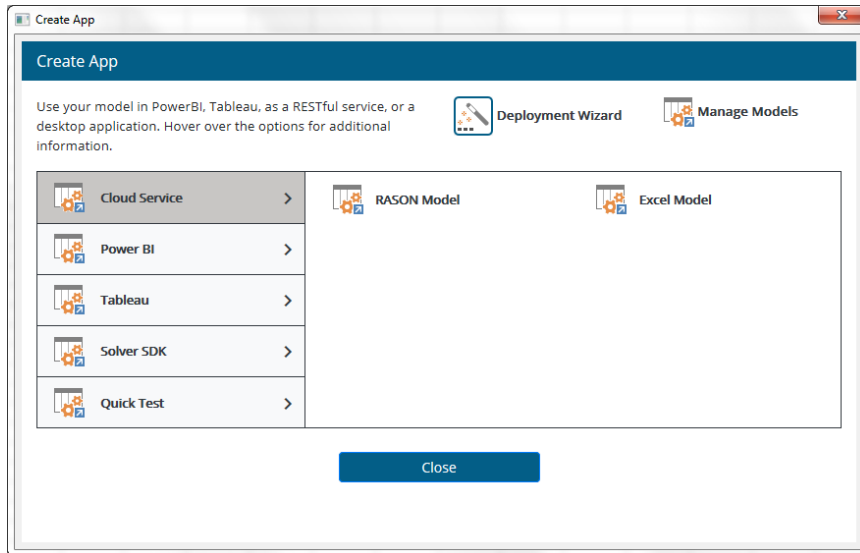 Create App
Create App
Use your model in PowerBI, Tableau, as a RESTful service, or a
desktop application. Hover over the options for additional
information.
Deployment Wizard
Manage Models
Cloud Service
Power BI
Tableau
Solver SDK
Quick Test
RASON Model
Excel Model
Close